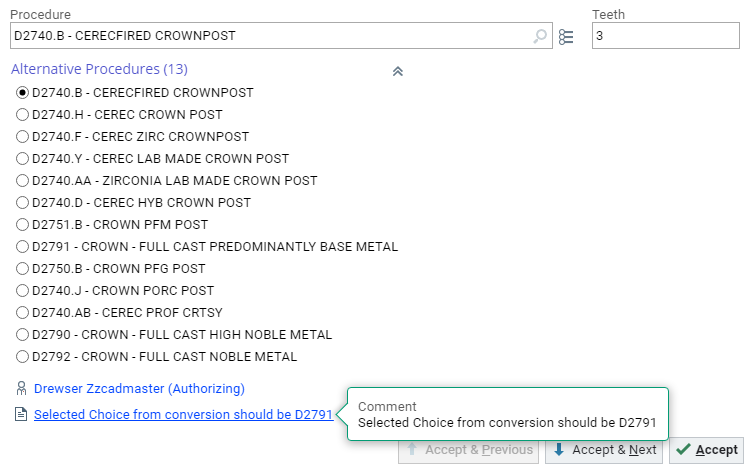 Procedure
Teeth
D2740.B - CERECFIRED CROWNPOST
3
Alternative Procedures (13)
D2740.B - CERECFIRED CROWNPOST
D2740.H - CEREC CROWN POST
D2740.F - CEREC ZIRC CROWNPOST
D2740.Y - CEREC LAB MADE CROWN POST
D2740.AA - ZIRCONIA LAB MADE CROWN POST
D2740.D - CEREC HYB CROWN POST
D2751.B - CROWN PFM POST
D2791 - CROWN - FULL CAST PREDOMINANTLY BASE METAL
D2750.B - CROWN PFG POST
D2740.J - CROWN PORC POST
D2740.AB - CEREC PROF CRTSY
D2790 - CROWN - FULL CAST HIGH NOBLE METAL
D2792 - CROWN - FULL CAST NOBLE METAL
Drewser Zzcadmaster (Authorizing)
Selected Choice from conversion should be D2791
Comment
Selected Choice from conversion should be D2791
Accept & Previous
Accept & Next
Accept